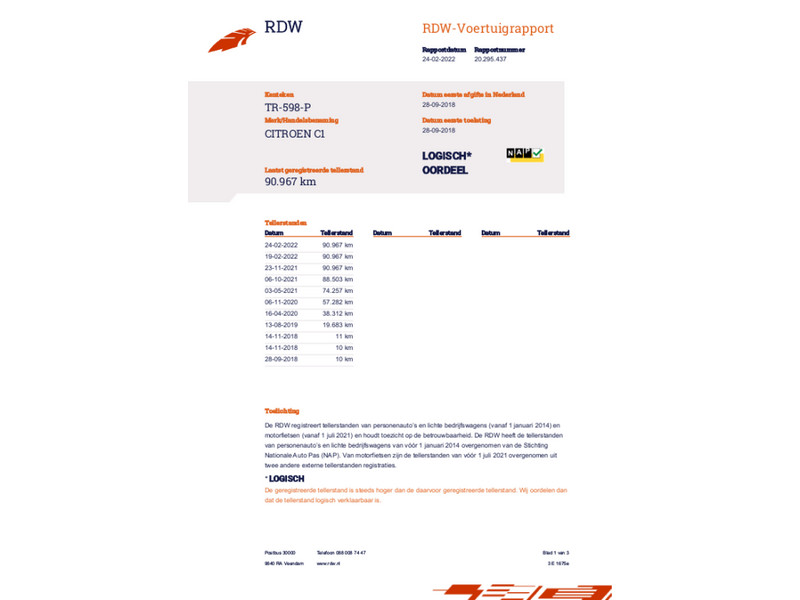 RDW
RDW-Voertuigrapport
Rapportdatum Rapportnummer
24-02-2022 20.295.437
Kenteken
TR-598-P
Merk/Handelsbenaming
CITROEN C1
Laatst geregistreerde tellerstand
90.967 km
Datum eerste afgifte in Nederland
28-09-2018
Datum eerste toelating
28-09-2018
LOGISCH*
OORDEEL
NAP
Tellerstanden
Datum Tellerstand Datum Tellerstand Datum Tellerstand
24-02-2022 90.967 km
19-02-2022 90.967 km
23-11-2021 90.967 km
06-10-2021 88.503 km
03-05-2021 74.257 km
06-11-2020 57.282 km
16-04-2020 38.312 km
13-08-2019 19.683 km
14-11-2018 11 km
14-11-2018 10 km
28-09-2018 10 km
Toelichting
De RDW registreert tellerstanden van personenauto's en lichte bedrijfswagens (vanaf 1 januari 2014) en
motorfietsen (vanaf 1 juli 2021) en houdt toezicht op de betrouwbaarheid. De RDW heeft de tellerstanden
van personenauto's en lichte bedrijfswagens van vóór 1 januari 2014 overgenomen van de Stichting
Nationale Auto Pas (NAP). Van motorfietsen zijn de tellerstanden van vóór 1 juli 2021 overgenomen uit
twee andere externe tellerstanden registraties.
* LOGISCH
De geregistreerde tellerstand is steeds hoger dan de daarvoor geregistreerde tellerstand. Wij oordelen dan
dat de tellerstand logisch verklaarbaar is.
Postbus 30000 Telefoon 088 008 74 47 Blad 1 van 3
9640 RA Veendam www.rdw.nl 3 E 1675a